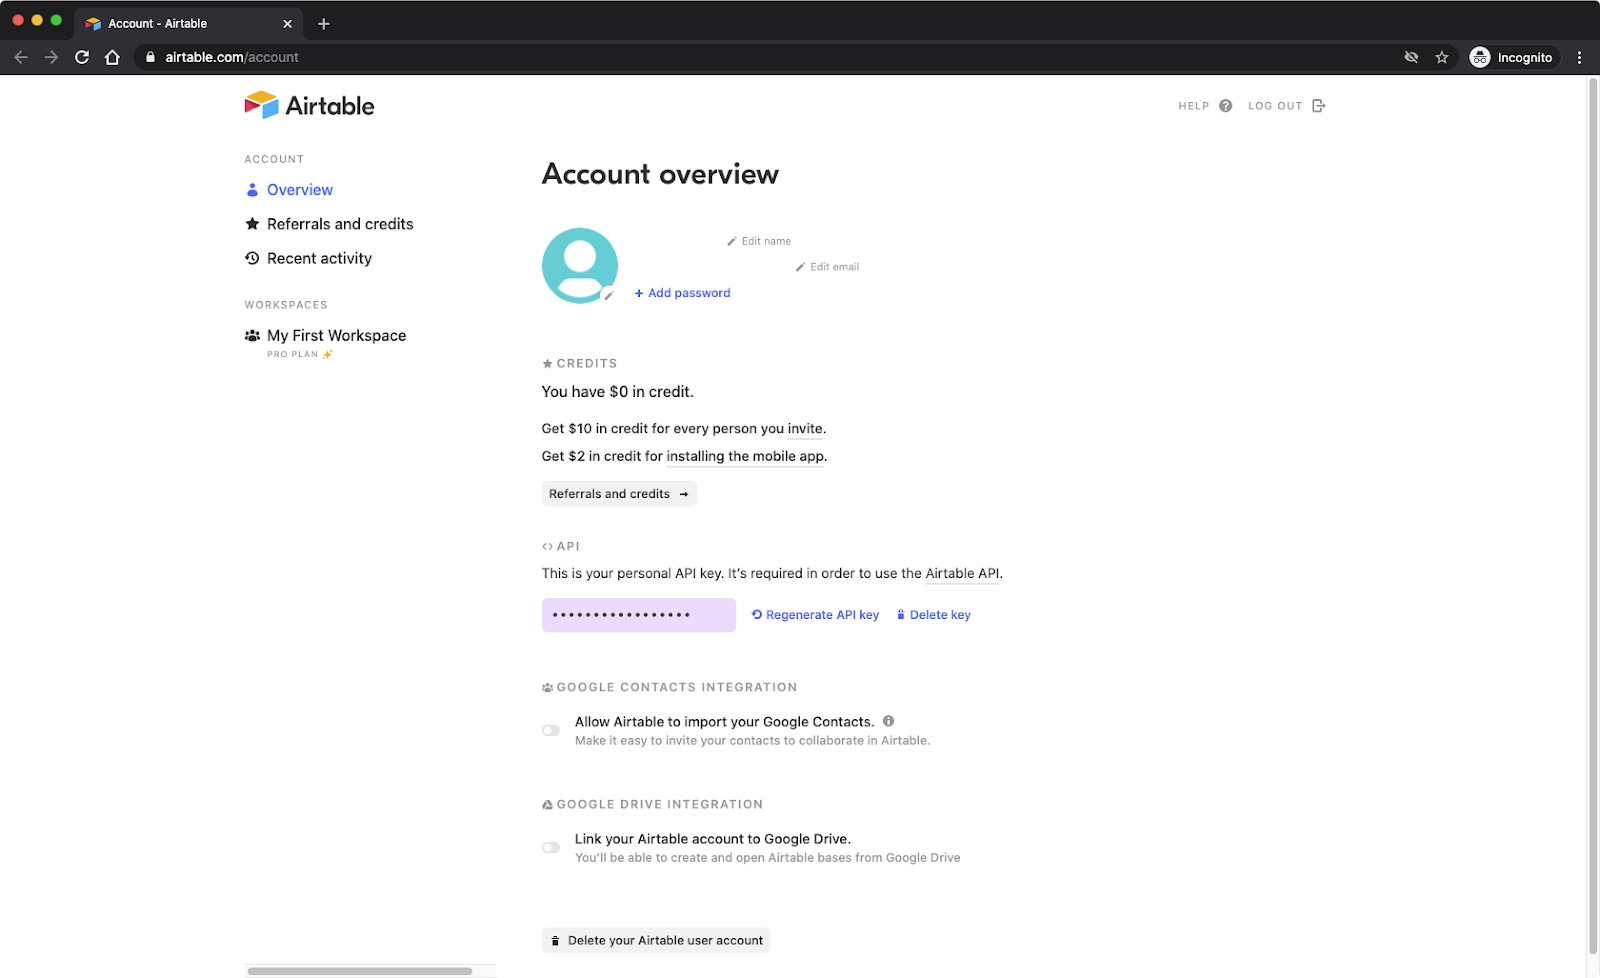 Account - Airtable
airtable.com/account
Incognito
Airtable
HELP
LOG OUT
ACCOUNT
Overview
Referrals and credits
Recent activity
WORKSPACES
My First Workspace
PRO PLAN
Account overview
Edit name
Edit email
+ Add password
CREDITS
You have $0 in credit.
Get $10 in credit for every person you invite.
Get $2 in credit for installing the mobile app.
Referrals and credits →
<> API
This is your personal API key. It's required in order to use the Airtable API.
•••••••••••••••••
Regenerate API key
Delete key
GOOGLE CONTACTS INTEGRATION
Allow Airtable to import your Google Contacts.
Make it easy to invite your contacts to collaborate in Airtable.
GOOGLE DRIVE INTEGRATION
Link your Airtable account to Google Drive.
You'll be able to create and open Airtable bases from Google Drive
Delete your Airtable user account